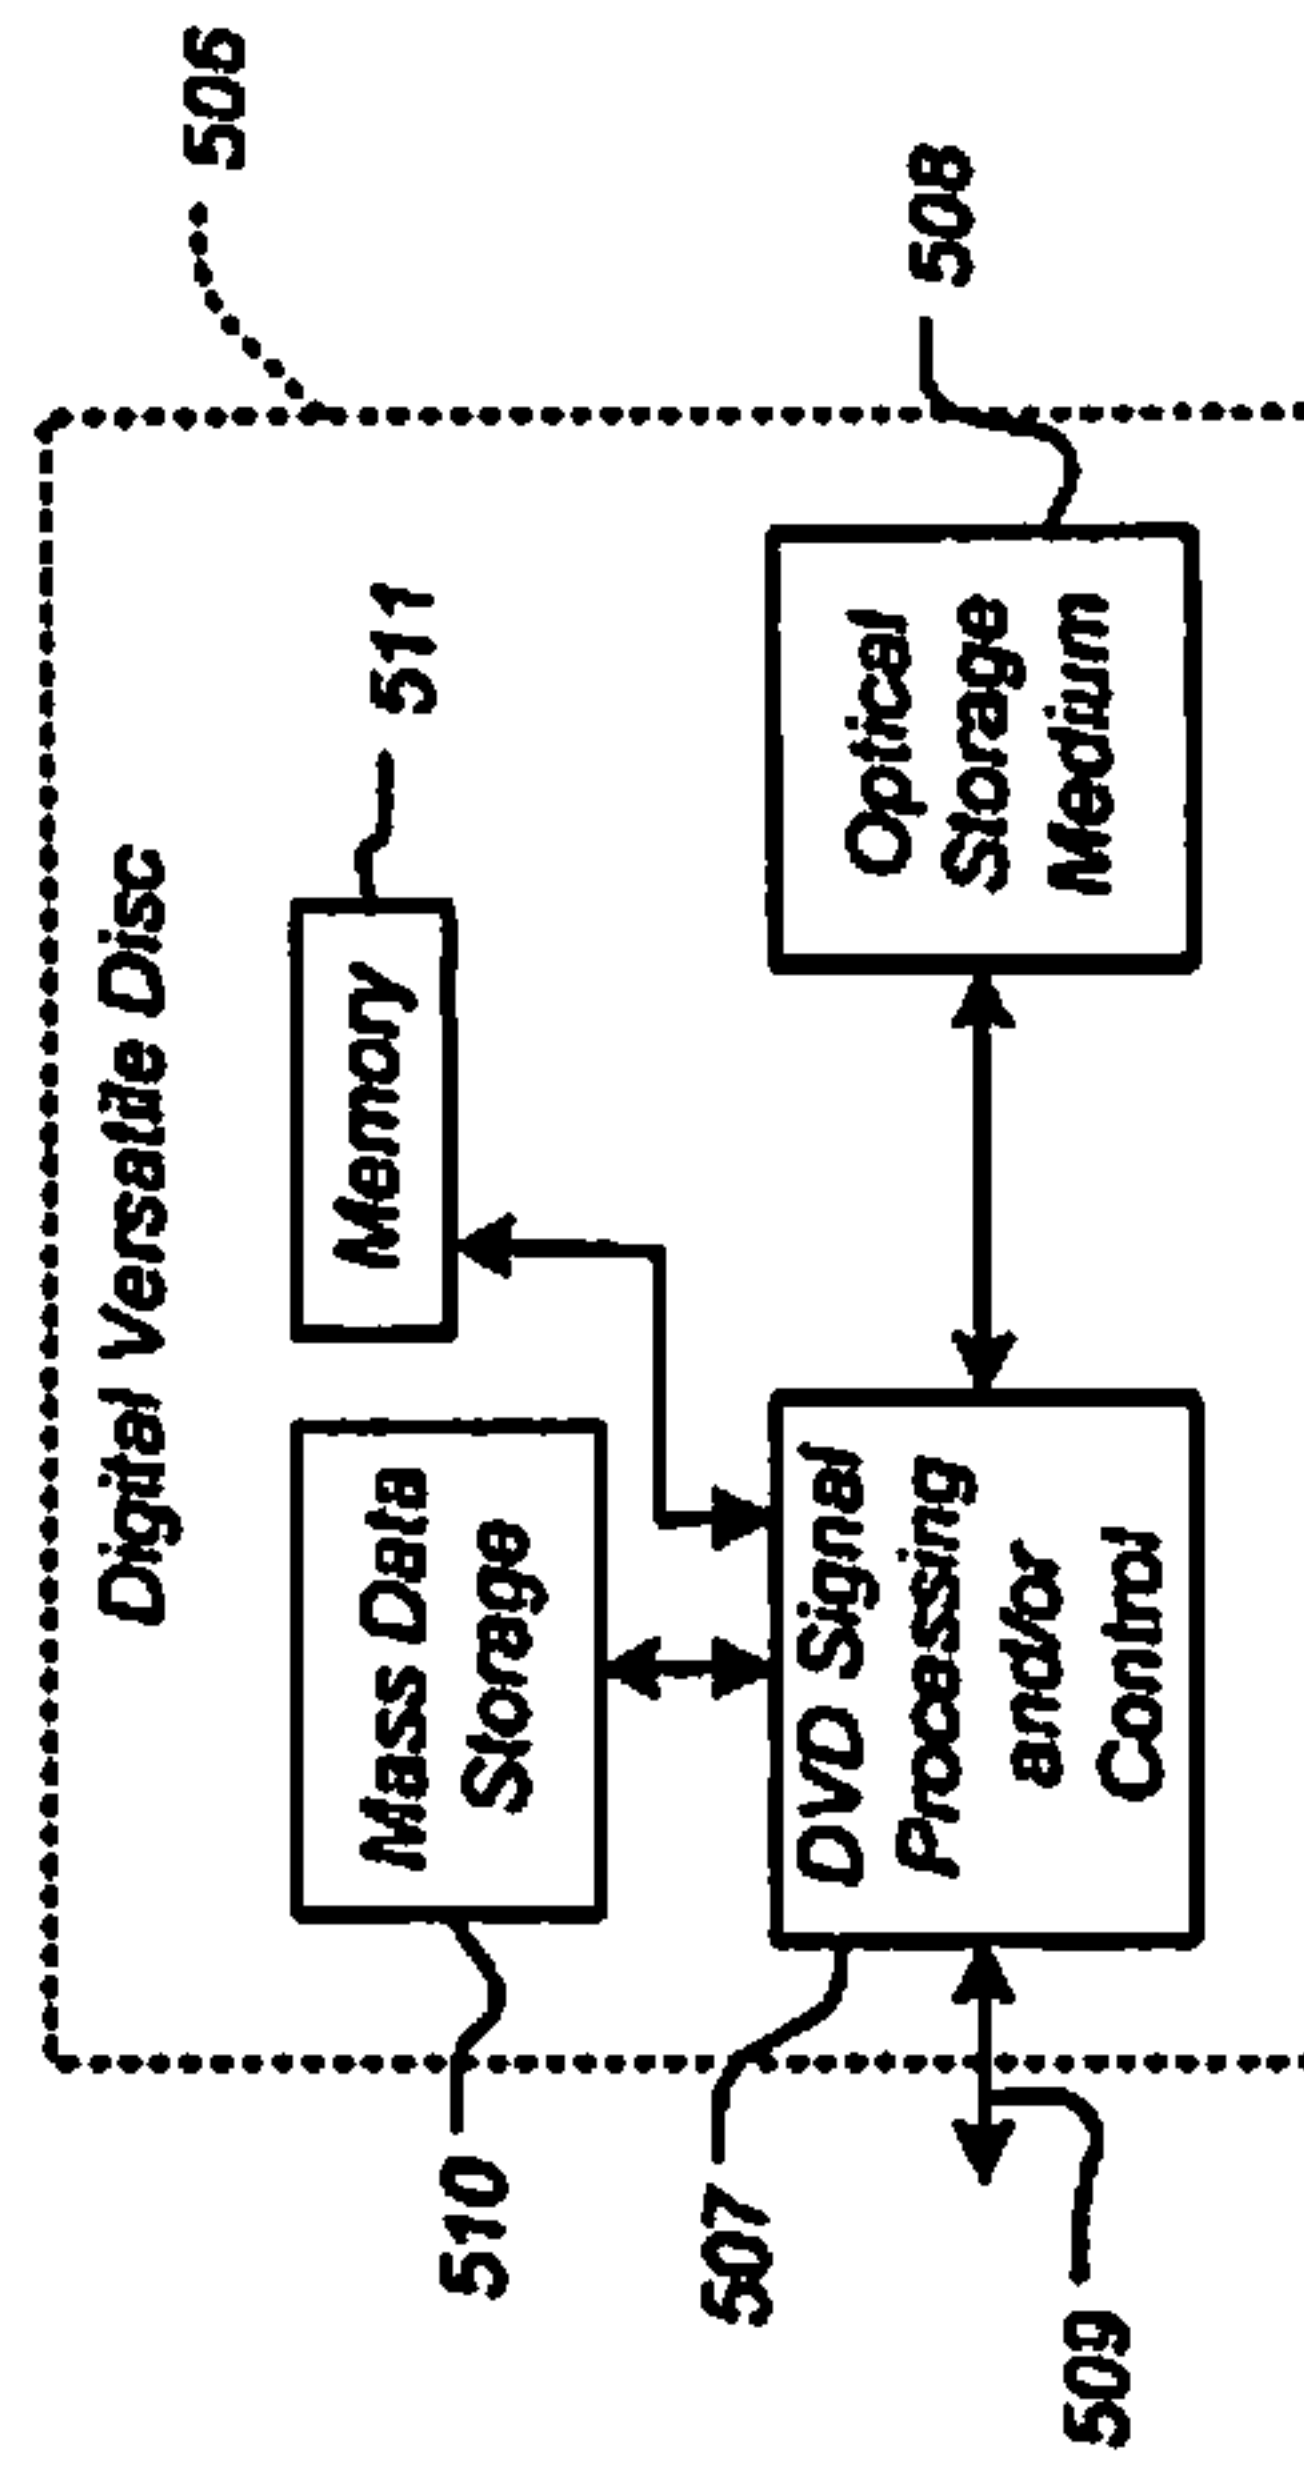 506
Digital Versatile Disc
511
Mass Data
Storage
Memory
510
508
507
DVD Signal
Processing
and/or
Control
Optical
Storage
Medium
509